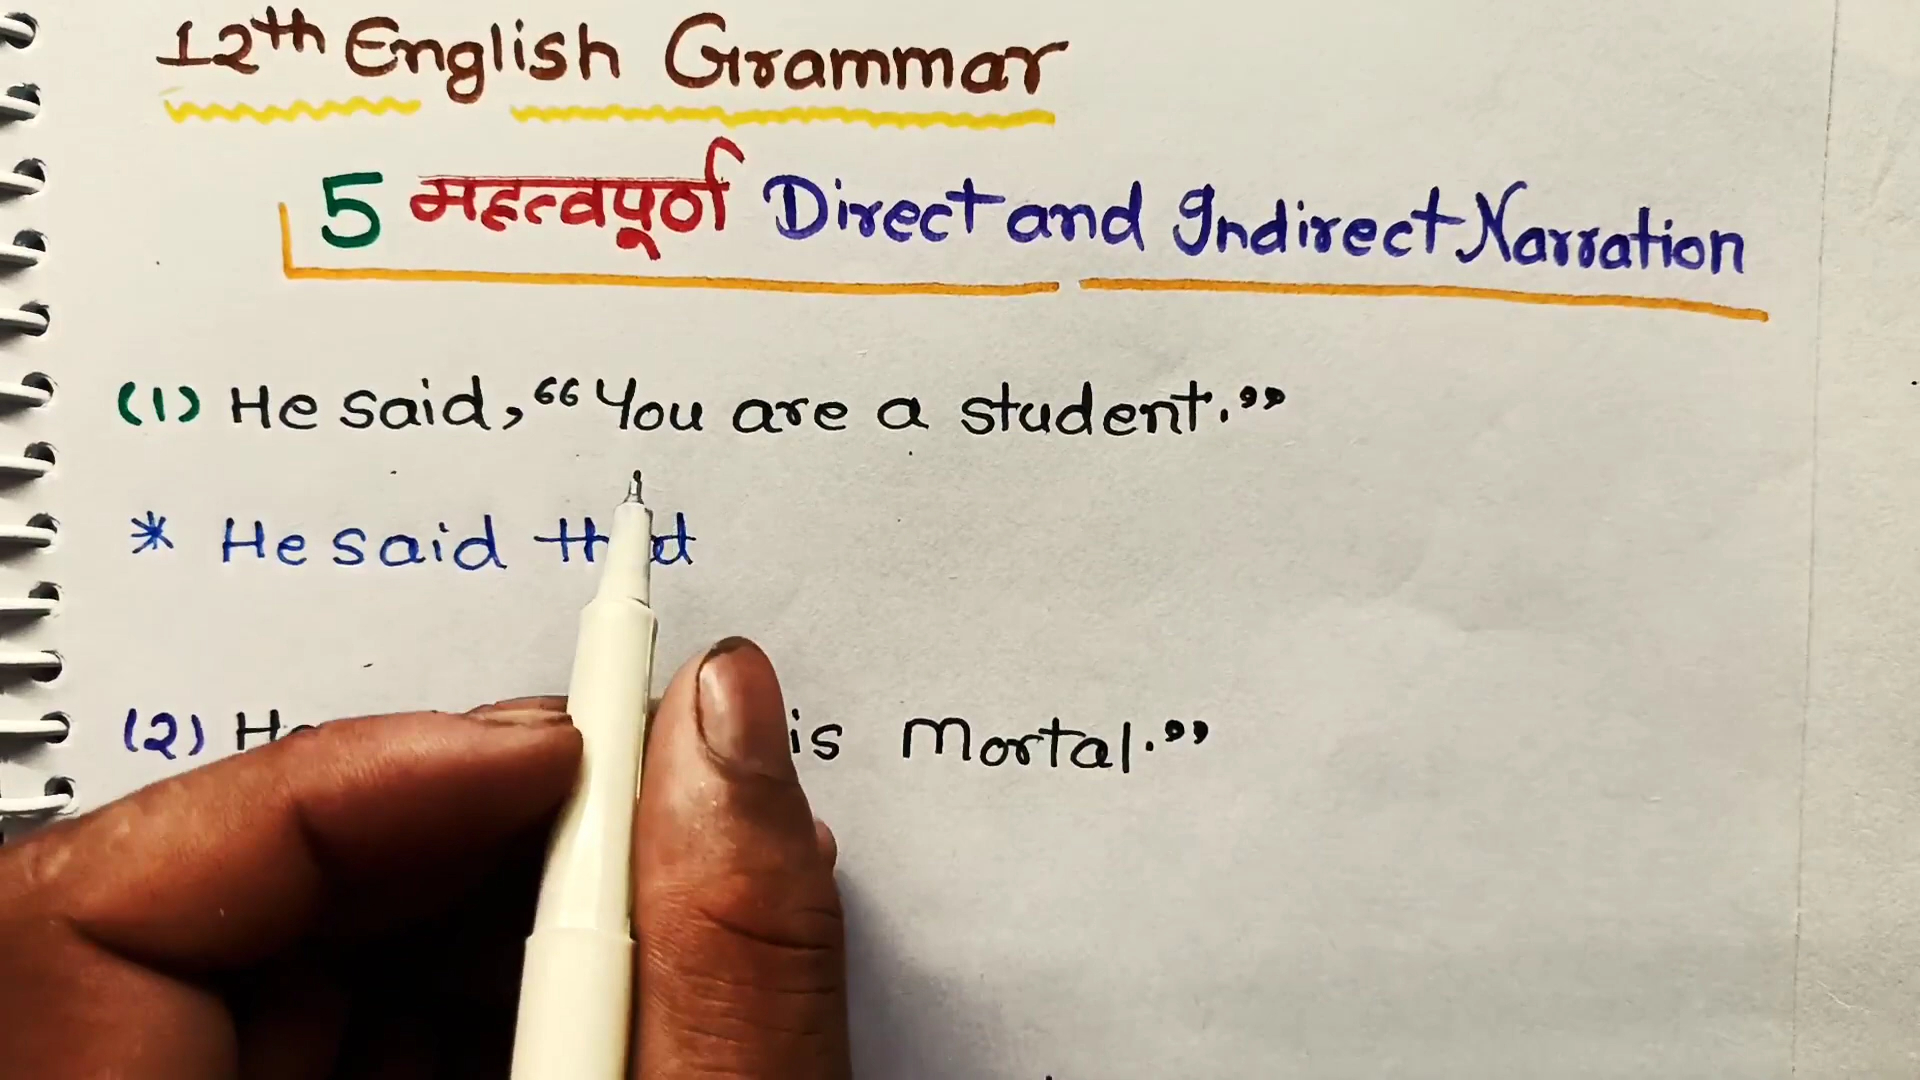 12th English Grammar
5 महत्वपूर्ण Direct and Indirect Narration
(1) He said, “You are a student.”
* He said
(2) is Mortal.”